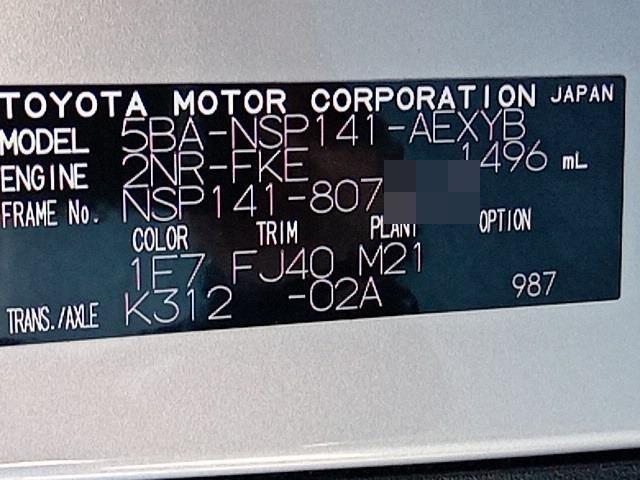 TOYOTA MOTOR CORPORATION JAPAN
MODEL 5BA-NSP141-AEXYB
ENGINE 2NR-FKE 1496 mL
FRAME No. NSP141-807
COLOR TRIM PLANT OPTION
1E7 FJ40 M21
TRANS./AXLE K312 -02A 987